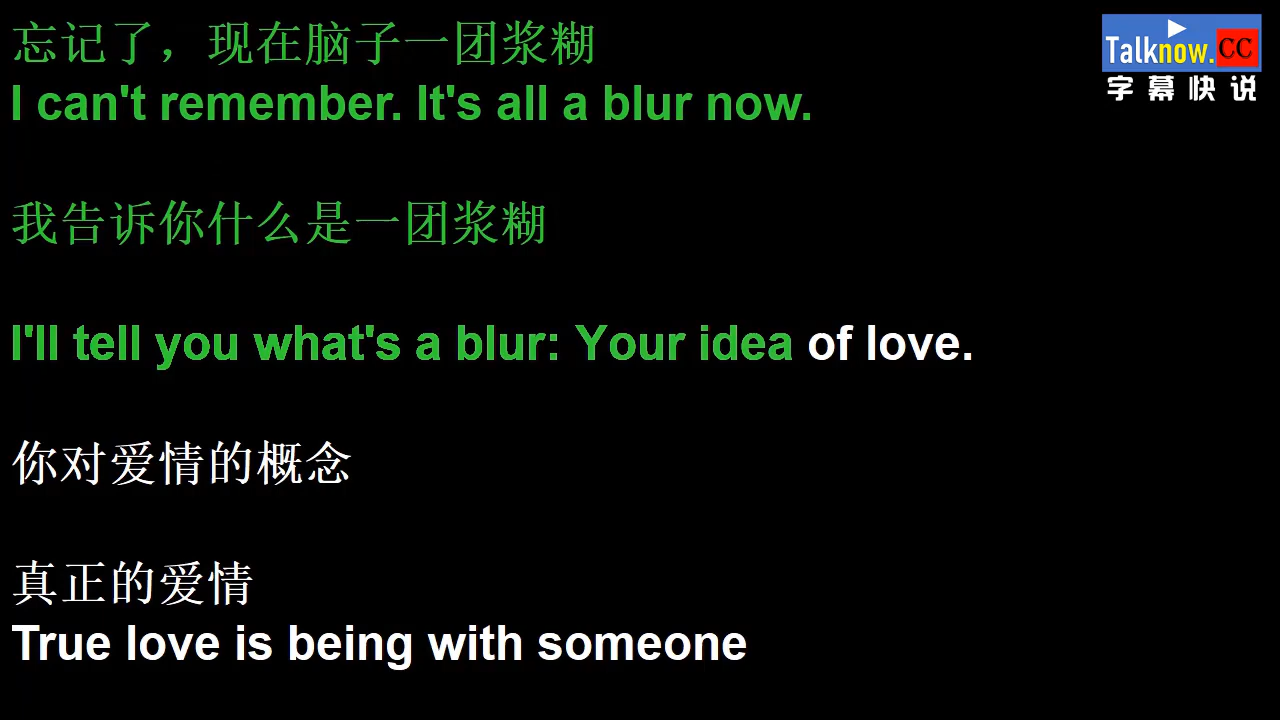 忘记了，现在脑子一团浆糊
I can't remember. It's all a blur now.
我告诉你什么是一团浆糊
I'll tell you what's a blur: Your idea of love.
你对爱情的概念
真正的爱情
True love is being with someone
Talknow.CC
字幕快说